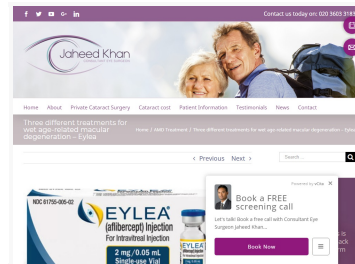 Contact us today on: 020 3603 3183
Jaheed Khan
Home About Private Cataract Surgery Cataract cost Patient Information Testimonials News Contact
Three different treatments for
wet age-related macular
degeneration – Eylea
Home / AMD Treatment / Three different treatments for wet age-related macular degeneration – Eylea
Previous Next
Search ...
NDC 61755-005-02
EYLEA
(aflibercept) Injection
For Intravitreal Injection
2 mg/0.05 mL
Single-use Vial
EYLEA
Powered by
Book a FREE
screening call
Let's talk! Book a free call with Consultant Eye
Surgeon Jaheed Khan...
Book Now